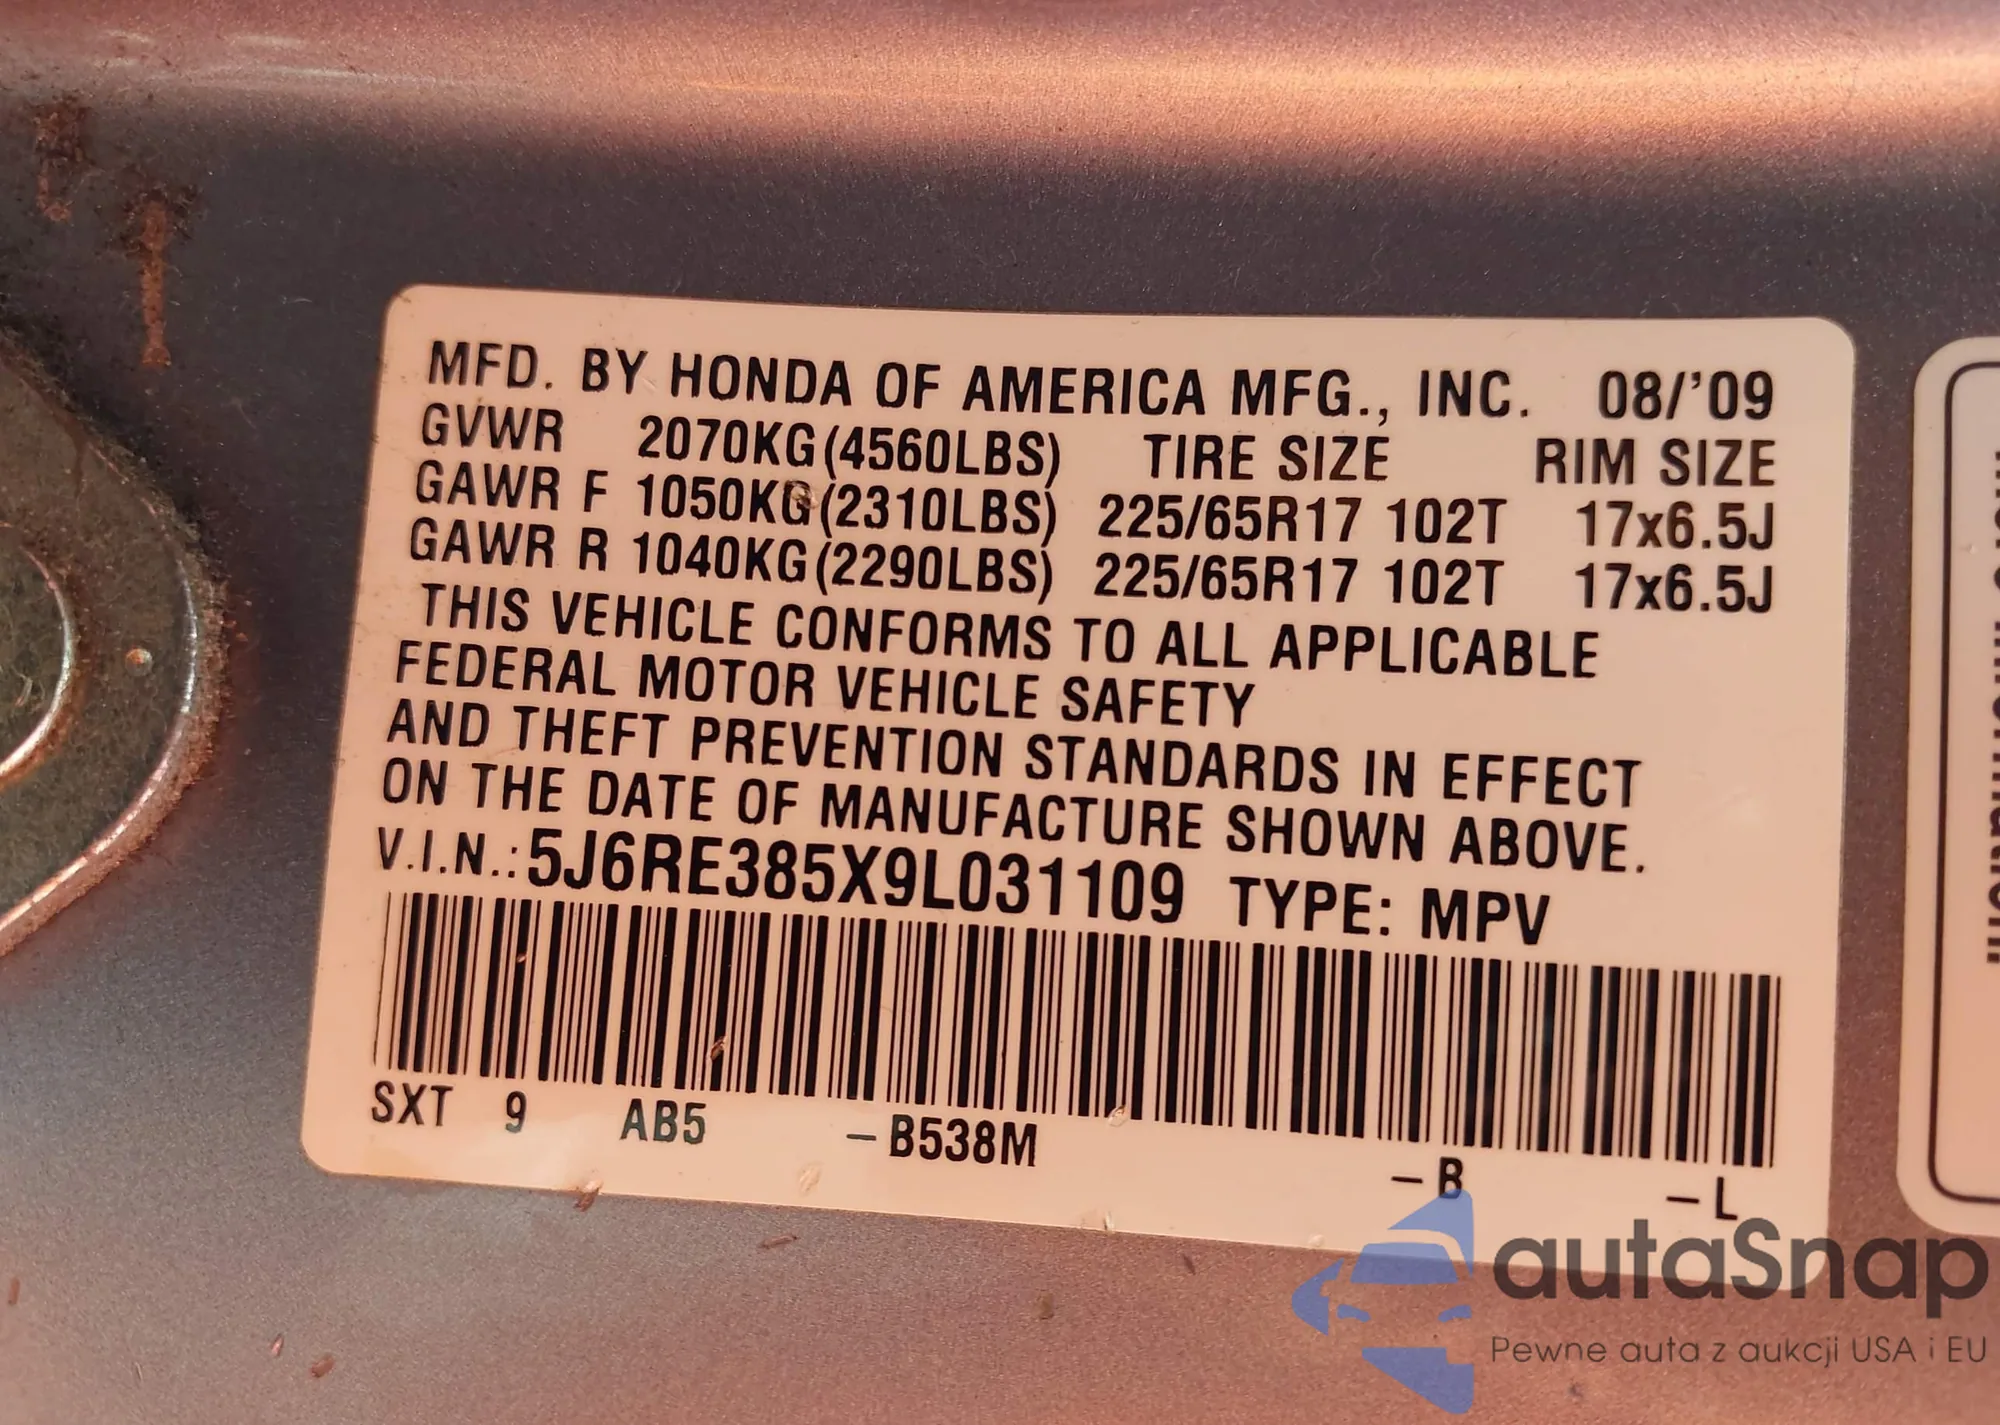 MFD. BY HONDA OF AMERICA MFG., INC. 08/'09
GVWR 2070KG(4560LBS) TIRE SIZE RIM SIZE
GAWR F 1050KG(2310LBS) 225/65R17 102T 17x6.5J
GAWR R 1040KG(2290LBS) 225/65R17 102T 17x6.5J
THIS VEHICLE CONFORMS TO ALL APPLICABLE
FEDERAL MOTOR VEHICLE SAFETY
AND THEFT PREVENTION STANDARDS IN EFFECT
ON THE DATE OF MANUFACTURE SHOWN ABOVE.
V.I.N.:5J6RE385X9L031109 TYPE: MPV
SXT 9 AB5 –B538M –B –L
autaSnap
Pewne auta z aukcji USA i EU